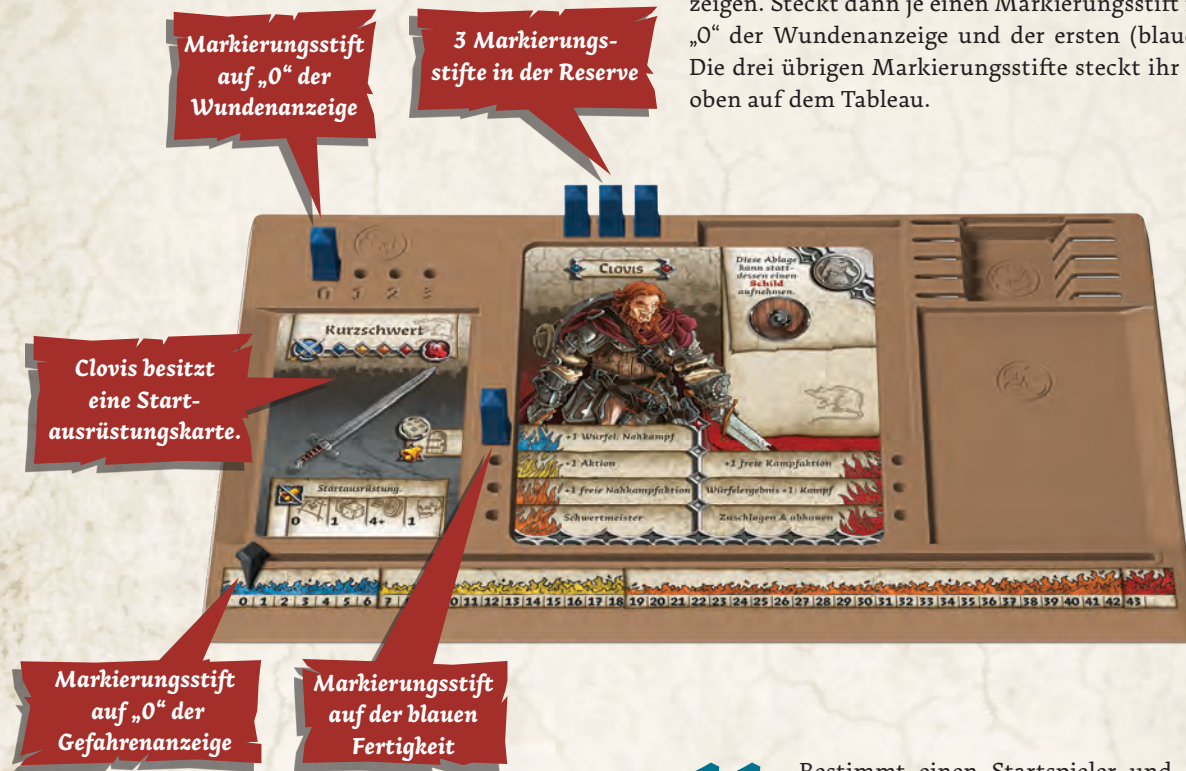 zeigen. Steckt dann je einen Markierungsstift
„0“ der Wundenanzeige und der ersten
Die drei übrigen Markierungsstifte steckt ihr
oben auf dem Tableau.
Markierungsstift
auf „0“ der
Wundenanzeige
3 Markierungs-
stifte in der Reserve
0 1 2 3
Clovis besitzt
eine Start-
ausrüstungskarte.
Kurzschwert
Startausrüstung.
0 1 4+ 1
Clovis
Diese Ablage
kann statt-
dessen einen
Schild
aufnehmen.
+1 Würfel: Nahkampf
+1 Aktion
+1 freie Kampfaktion
+1 freie Nahkampfaktion
Würfelergebnis +1: Kampf
Schwertmeister
Zuschlagen & abhauen
0 1 2 3 4 5 6 7 8 10 11 12 13 14 15 16 17 18 19 20 21 22 23 24 25 26 27 28 29 30 31 32 33 34 35 36 37 38 39 40 41 42 43
Markierungsstift
auf „0“ der
Gefahrenanzeige
Markierungsstift
auf der blauen
Fertigkeit
Bestimmt einen Startspieler und